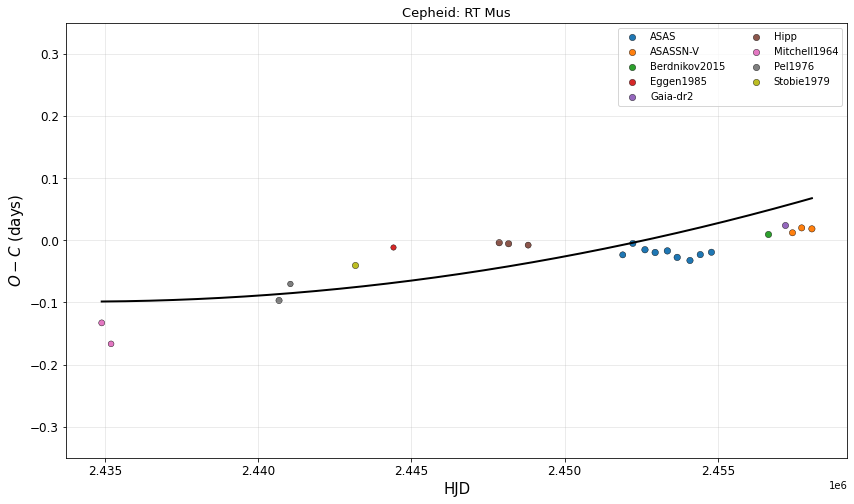 Cepheid: RT Mus
ASAS
ASASSN-V
Berdnikov2015
Eggen1985
Gaia-dr2
Hipp
Mitchell1964
Pel1976
Stobie1979
0.3
0.2
0.1
0.0
−0.1
−0.2
−0.3
O − C (days)
2.435 2.440 2.445 2.450 2.455
1e6
HJD